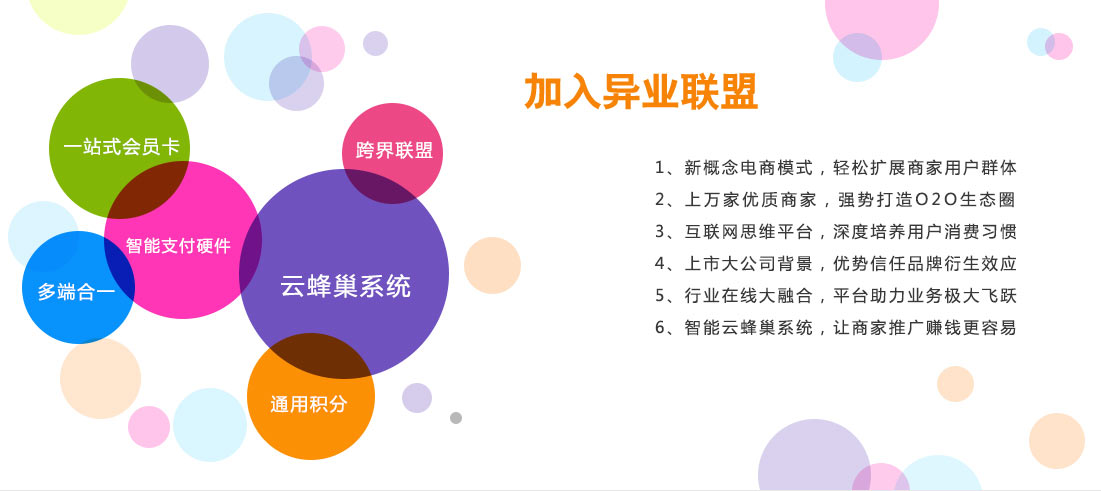 加入异业联盟
一站式会员卡
跨界联盟
智能支付硬件
多端合一
云蜂巢系统
通用积分
1、新概念电商模式，轻松扩展商家用户群体
2、上万家优质商家，强势打造O2O生态圈
3、互联网思维平台，深度培养用户消费习惯
4、上市大公司背景，优势信任品牌衍生效应
5、行业在线大融合，平台助力业务极大飞跃
6、智能云蜂巢系统，让商家推广赚钱更容易